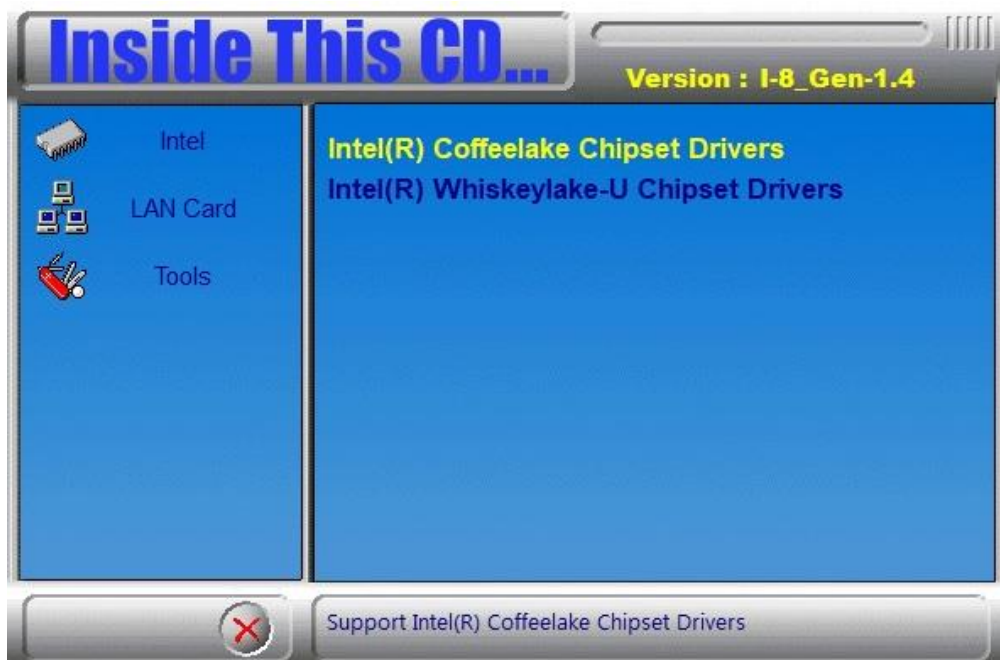 Inside This CD...
Version : I-8_Gen-1.4
Intel
LAN Card
Tools
Intel(R) Coffeelake Chipset Drivers
Intel(R) Whiskeylake-U Chipset Drivers
Support Intel(R) Coffeelake Chipset Drivers